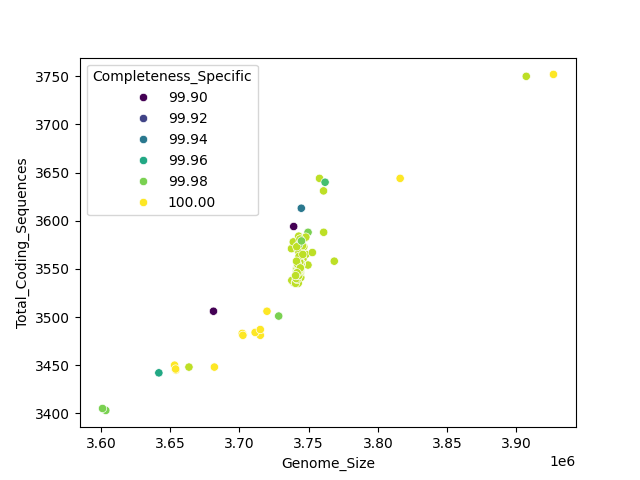 Completeness_Specific
99.90
99.92
99.94
99.96
99.98
100.00
Total_Coding_Sequences
3750
3700
3650
3600
3550
3500
3450
3400
3.60 3.65 3.70 3.75 3.80 3.85 3.90
1e6
Genome_Size